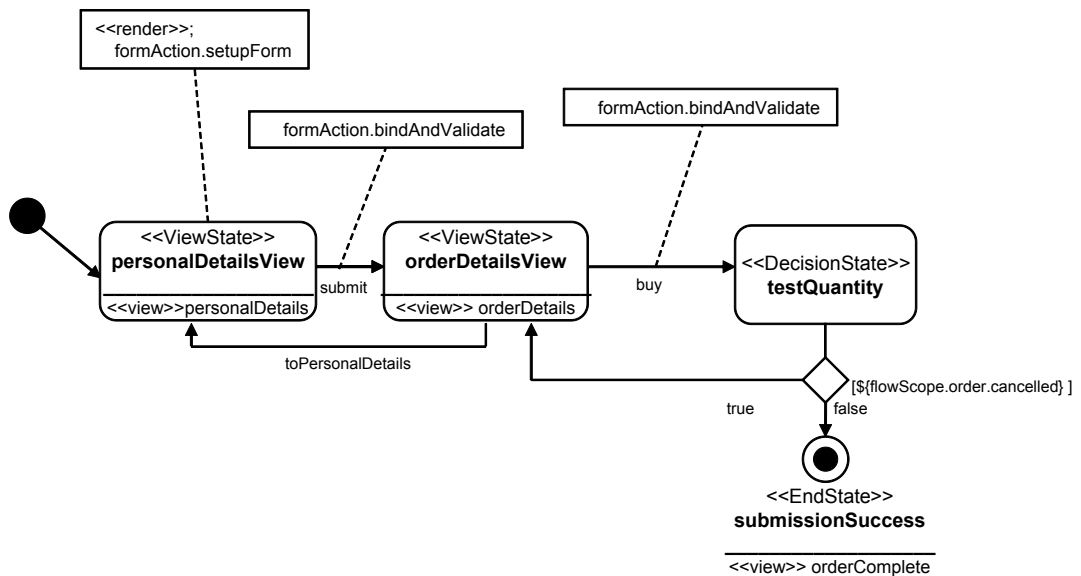 <<render>>;
formAction.setupForm
formAction.bindAndValidate
formAction.bindAndValidate
<<ViewState>>
personalDetailsView
<<view>>personalDetails
submit
<<ViewState>>
orderDetailsView
<<view>> orderDetails
buy
<<DecisionState>>
testQuantity
toPersonalDetails
[${flowScope.order.cancelled} ]
true
false
<<EndState>>
submissionSuccess
<<view>> orderComplete